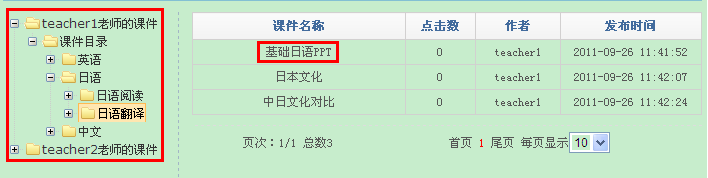 teacher1老师的课件
课件目录
英语
日语
日语阅读
日语翻译
中文
teacher2老师的课件
课件名称 点击数 作者 发布时间
基础日语PPT 0 teacher1 2011-09-26 11:41:52
日本文化 0 teacher1 2011-09-26 11:42:07
中日文化对比 0 teacher1 2011-09-26 11:42:24
页次：1/1 总数3 首页 1 尾页 每页显示 10